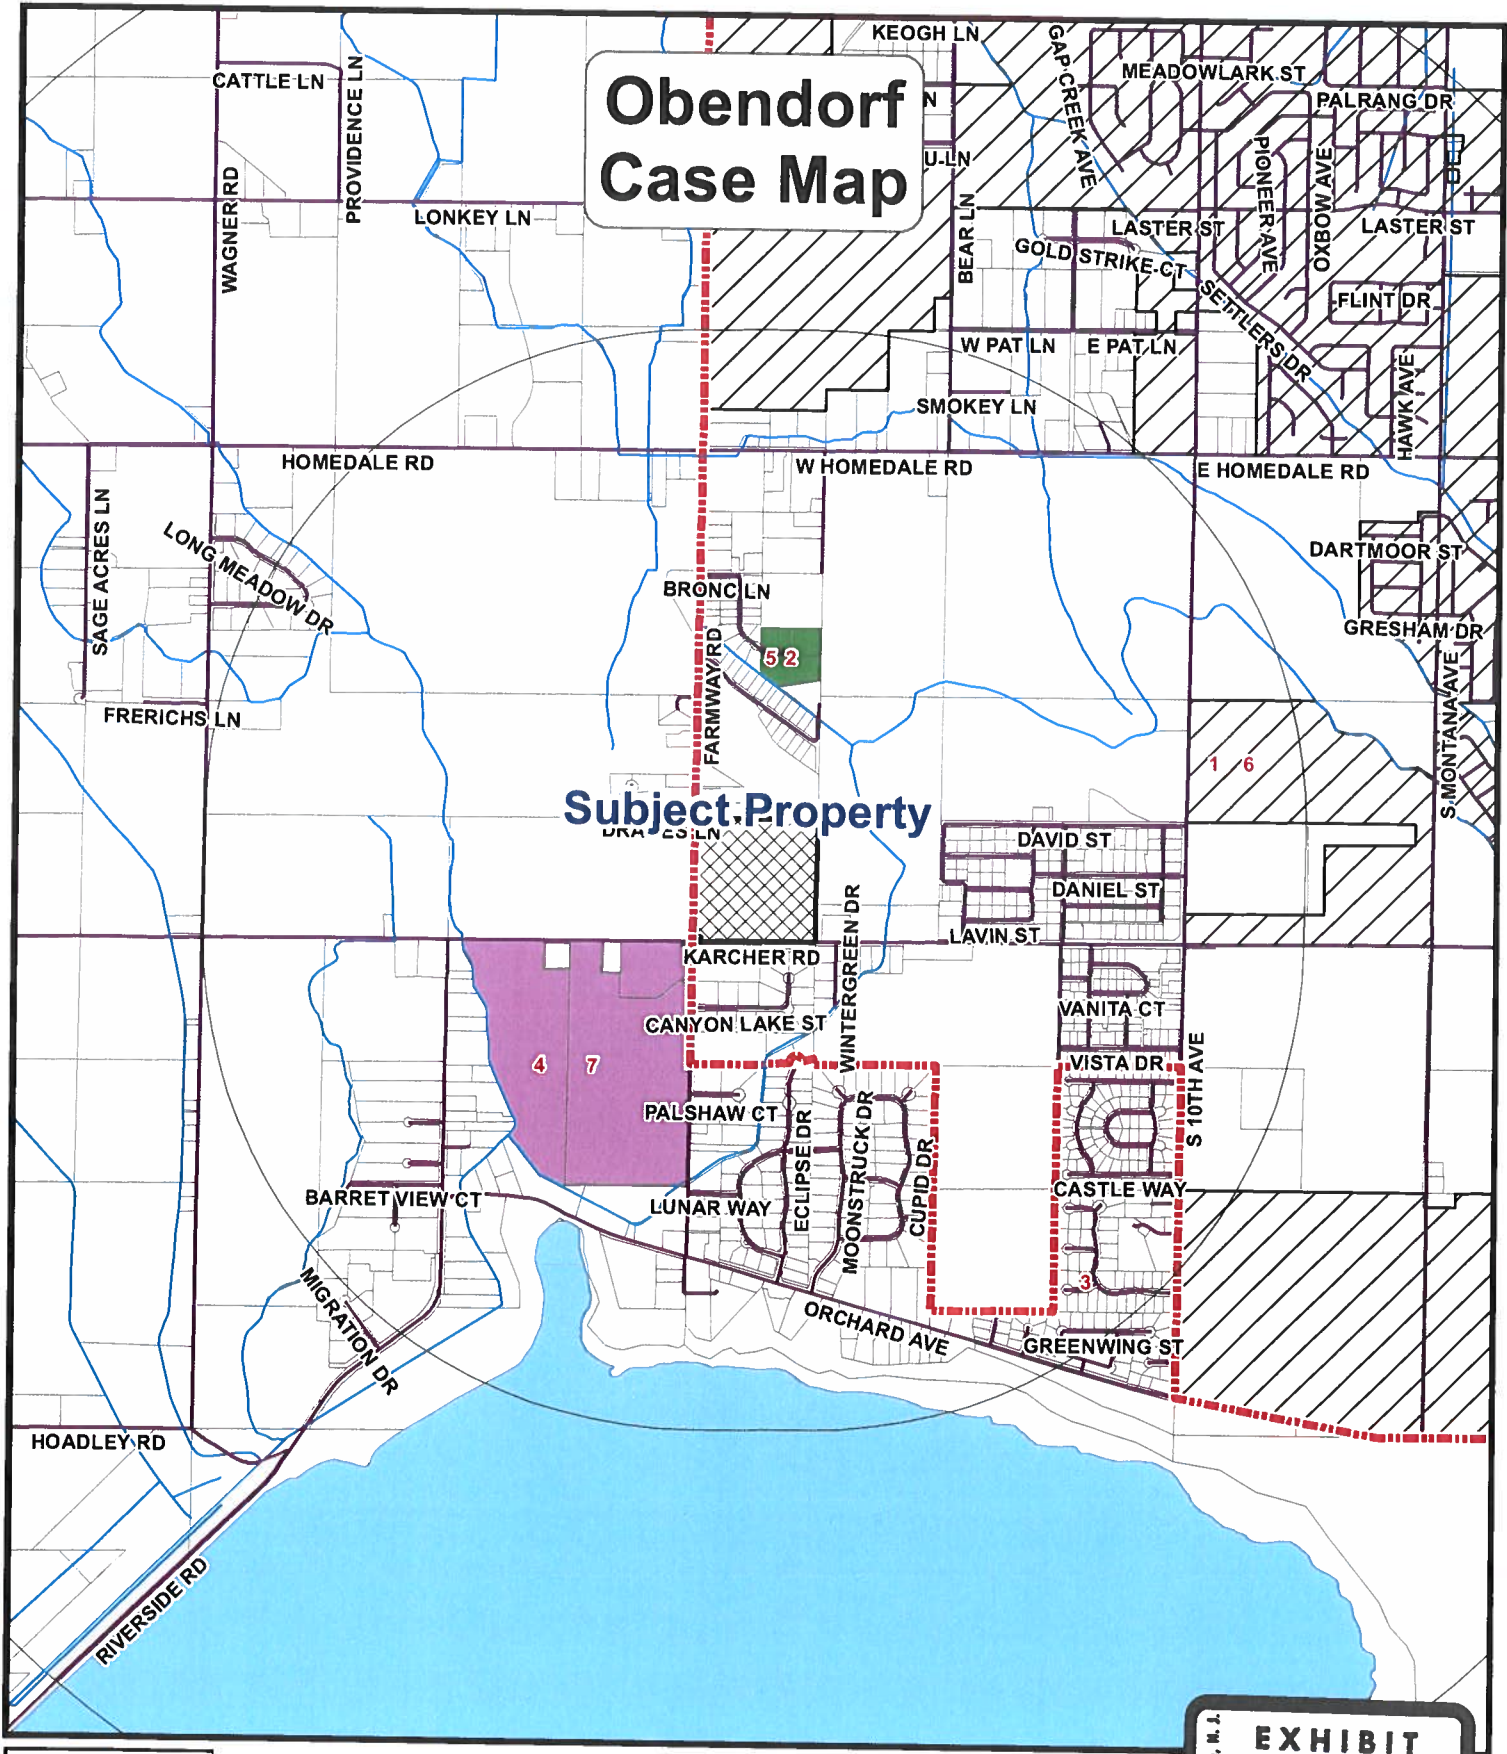 KEOGH LN
GAP CREEK AVE
MEADOWLARK ST
CATTLE LN
PROVIDENCE LN
Obendorf
Case Map
N
PALRANG DR
U-LN
PIONEER AVE
OXBOW AVE
WAGNER RD
LONKEY LN
BEAR LN
LASTER ST
LASTER ST
GOLD STRIKE CT
SETTLERS DR
FLINT DR
W PAT LN
E PAT LN
HAWK AVE
SMOKEY LN
HOMEDALE RD
W HOMEDALE RD
E HOMEDALE RD
SAGE ACRES LN
LONG MEADOW DR
DARTMOOR ST
BRONC LN
GRESHAM DR
FARMWAY RD
5 2
S MONTANA AVE
FRERICHS LN
1 6
Subject Property
DAVID ST
DANIEL ST
WINTERGREEN DR
LAVIN ST
KARCHER RD
VANITA CT
CANYON LAKE ST
4 7
VISTA DR
S 10TH AVE
PALSHAW CT
ECLIPSE DR
MOONSTRUCK DR
CUPID DR
BARRET VIEW CT
CASTLE WAY
LUNAR WAY
MIGRATION DR
3
ORCHARD AVE
GREENWING ST
HOADLEY RD
RIVERSIDE RD
EXHIBIT